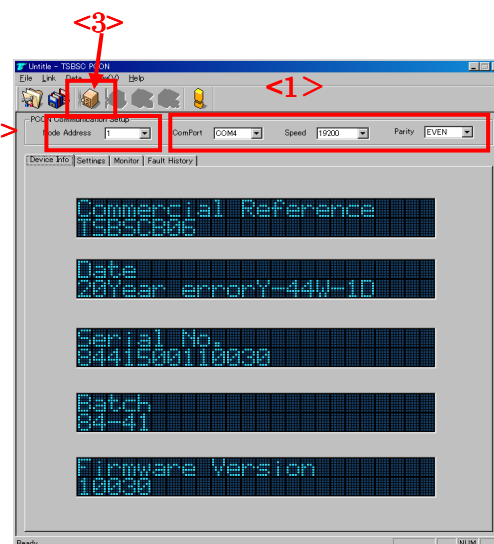 <3>
Untitle - TSBSC PCON
File Link Data Help
<1>
PCON Communication Setup
>
Node Address 1 ComPort COM4 Speed 19200 Parity EVEN
Device Info Settings Monitor Fault History
Commercial Reference
TSBSCB06
Date
20Year errorY-44W-1D
Serial No.
8441500110030
Batch
84-41
Firmware Version
10030
Ready NUM